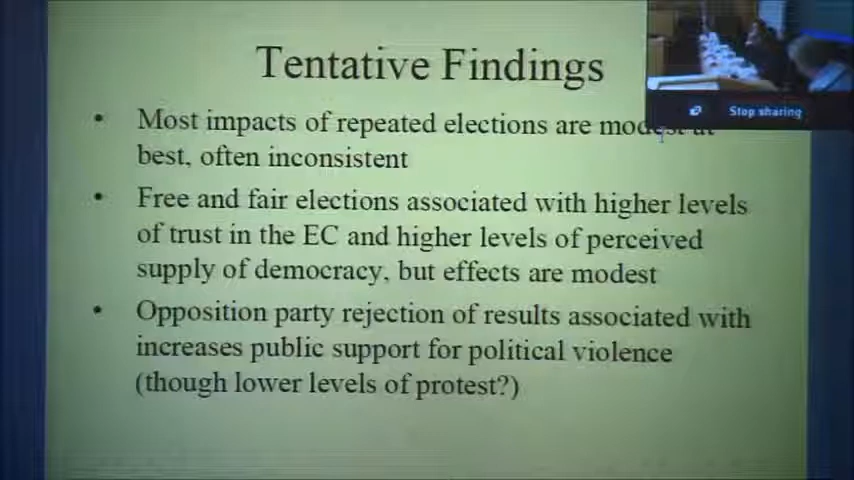 Tentative Findings
Stop sharing
• Most impacts of repeated elections are modest at
best, often inconsistent
• Free and fair elections associated with higher levels
of trust in the EC and higher levels of perceived
supply of democracy, but effects are modest
• Opposition party rejection of results associated with
increases public support for political violence
(though lower levels of protest?)